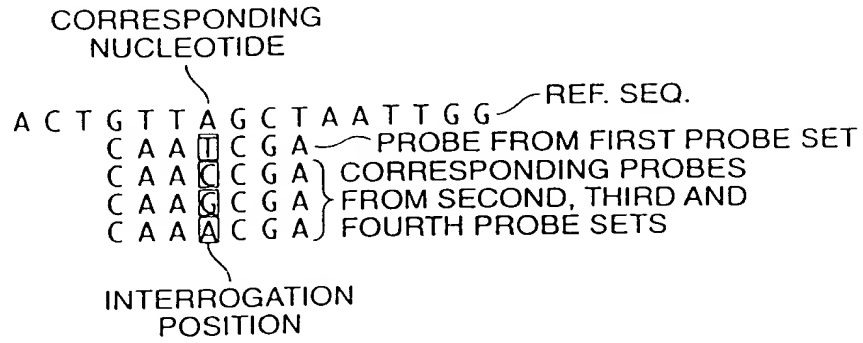 CORRESPONDING
NUCLEOTIDE
A C T G T T A G C T A A T T G G REF. SEQ.
C A A T C G A PROBE FROM FIRST PROBE SET
C A A C C G A CORRESPONDING PROBES
C A A G C G A FROM SECOND, THIRD AND
C A A A C G A FOURTH PROBE SETS
INTERROGATION
POSITION